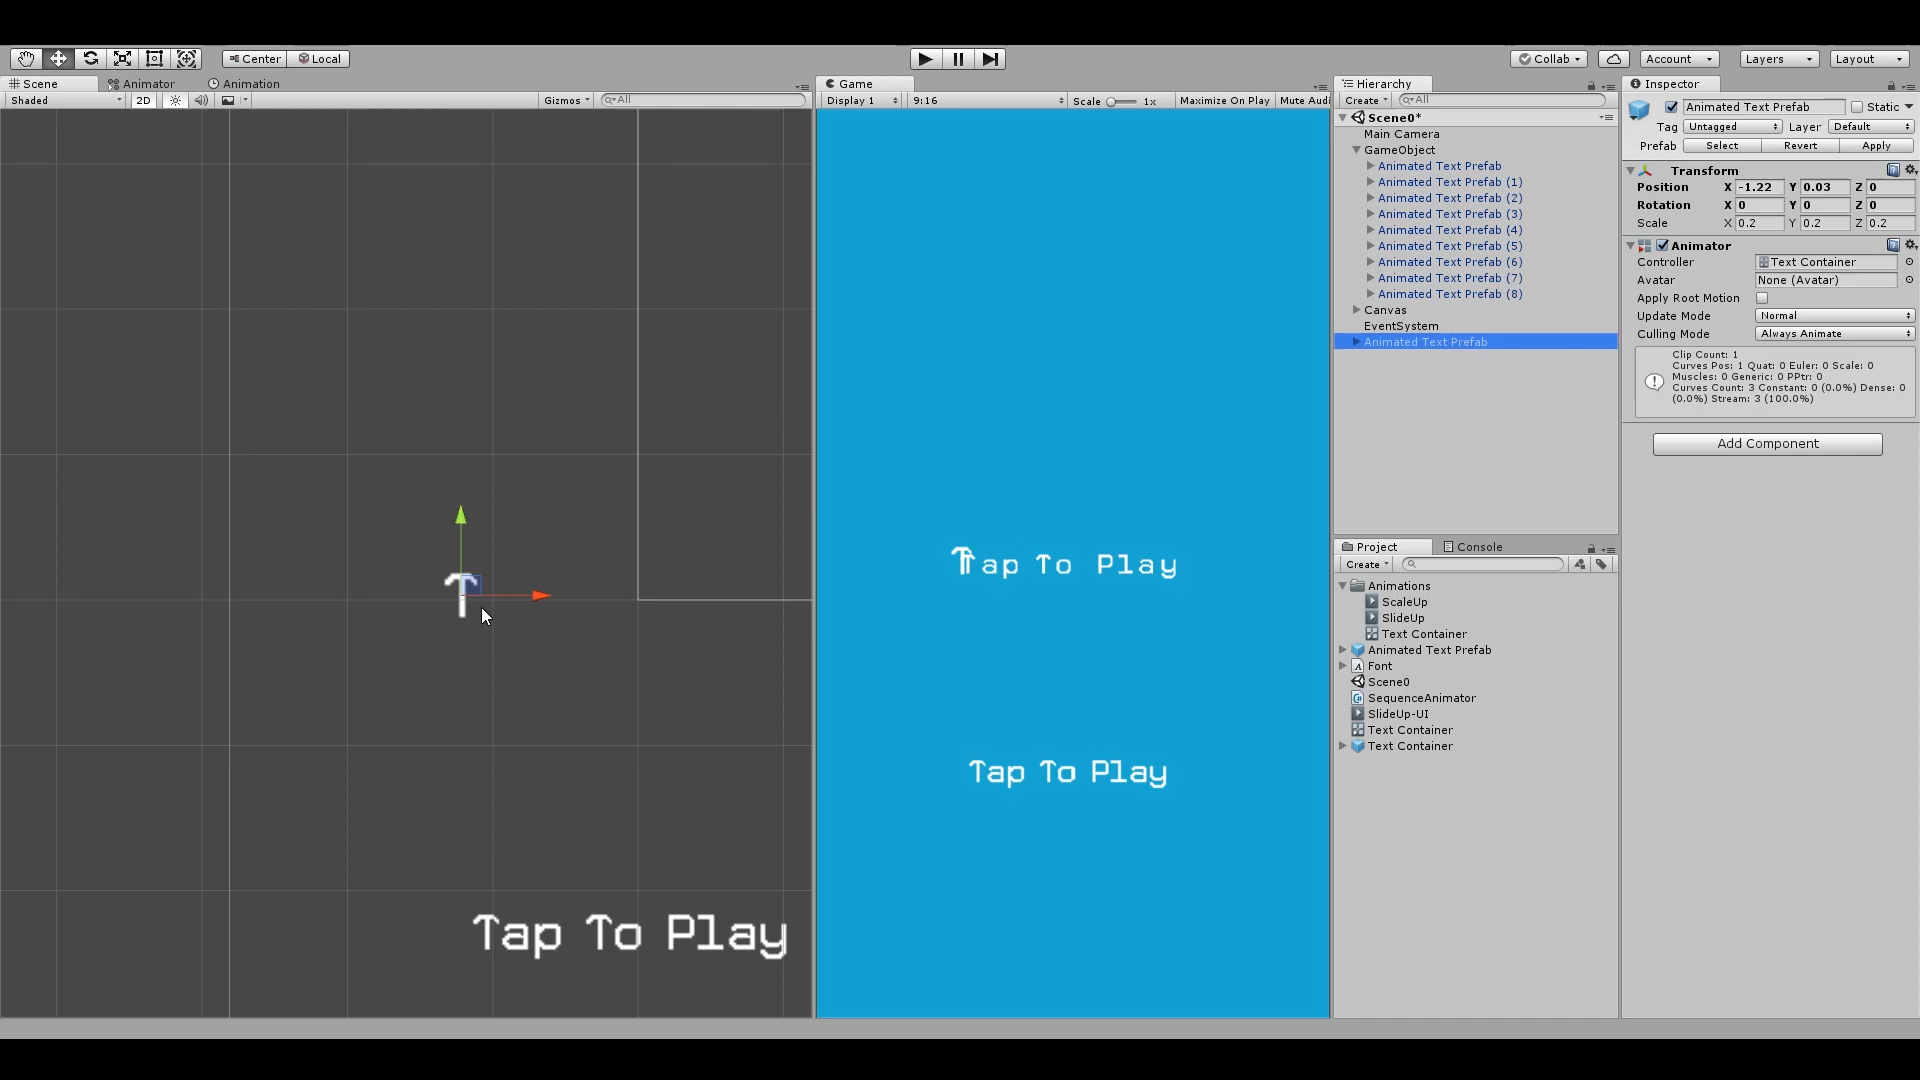 Center Local
Collab Account Layers Layout
Scene Animator Animation
Shaded 2D Gizmos All
Game
Display 1 9:16 Scale 1x Maximize On Play Mute Audi
Tap To Play
T
Tap To Play
T
Tap To Play
Hierarchy
Create All
Scene0*
Main Camera
GameObject
Animated Text Prefab
Animated Text Prefab (1)
Animated Text Prefab (2)
Animated Text Prefab (3)
Animated Text Prefab (4)
Animated Text Prefab (5)
Animated Text Prefab (6)
Animated Text Prefab (7)
Animated Text Prefab (8)
Canvas
EventSystem
Animated Text Prefab
Project Console
Create
Animations
ScaleUp
SlideUp
Text Container
Animated Text Prefab
Font
Scene0
SequenceAnimator
SlideUp-UI
Text Container
Text Container
Inspector
Animated Text Prefab Static
Tag Untagged Layer Default
Prefab Select Revert Apply
Transform
Position X -1.22 Y 0.03 Z 0
Rotation X 0 Y 0 Z 0
Scale X 0.2 Y 0.2 Z 0.2
Animator
Controller Text Container
Avatar None (Avatar)
Apply Root Motion
Update Mode Normal
Culling Mode Always Animate
Clip Count: 1
Curves Pos: 1 Quat: 0 Euler: 0 Scale: 0
Muscles: 0 Generic: 0 PPtr: 0
Curves Count: 3 Constant: 0 (0.0%) Dense: 0
(0.0%) Stream: 3 (100.0%)
Add Component